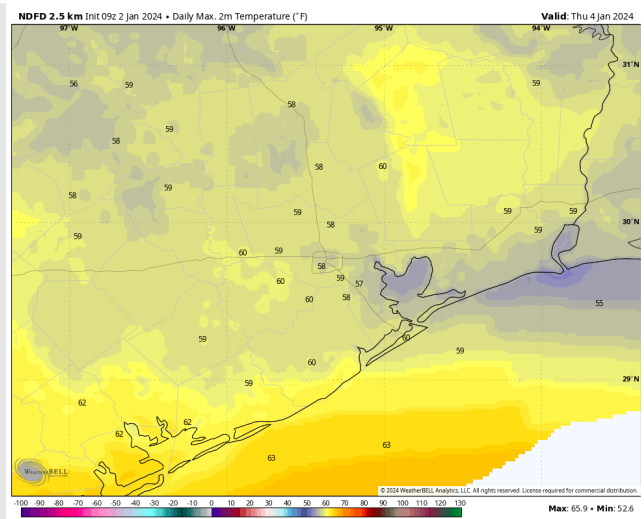 NDFD 2.5 km Init 09z 2 Jan 2024 • Daily Max. 2m Temperature (°F)
Valid: Thu 4 Jan 2024
97°W 96°W 95°W 94°W
31°N
56 59 59
58
59
58
58 60
59
58
59 59 59
58 30°N
59
59
60 59
58
59
57
60
58
60
55
60
59
59
60
29°N
59
62
62
62
63
63
WEATHERBELL
© 2024 WeatherBELL Analytics, LLC. All rights reserved. License required for commercial distribution.
-100 -90 -80 -70 -60 -50 -40 -30 -20 -10 0 10 20 30 40 50 60 70 80 90 100 110 120 130
Max: 65.9 • Min: 52.6